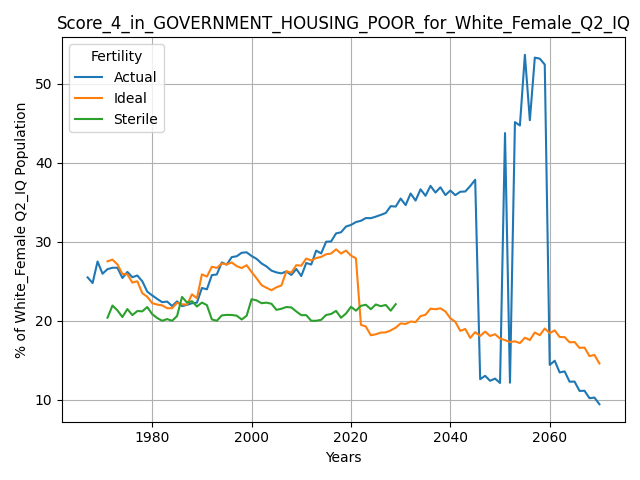 Score_4_in_GOVERNMENT_HOUSING_POOR_for_White_Female_Q2_IQ
Fertility
Actual
Ideal
Sterile
% of White_Female Q2_IQ Population
50
40
30
20
10
1980
2000
2020
2040
2060
Years